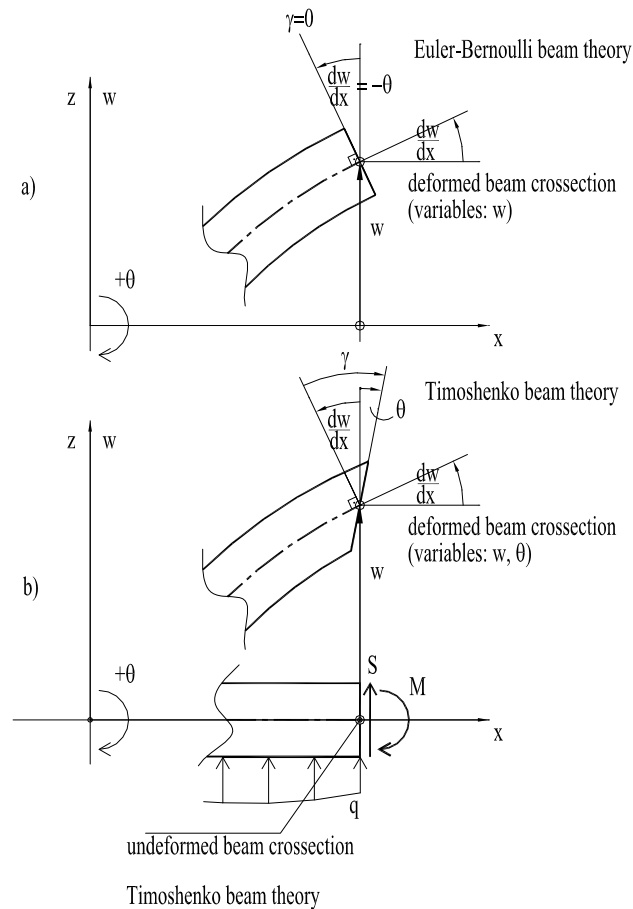 γ=0
Euler-Bernoulli beam theory
z w
dw
dx
= -θ
dw
dx
a)
deformed beam crossection
(variables: w)
w
+θ
x
γ
Timoshenko beam theory
θ
dw
dx
z w
dw
dx
deformed beam crossection
(variables: w, θ)
w
b)
S
+θ
M
x
q
undeformed beam crossection
Timoshenko beam theory